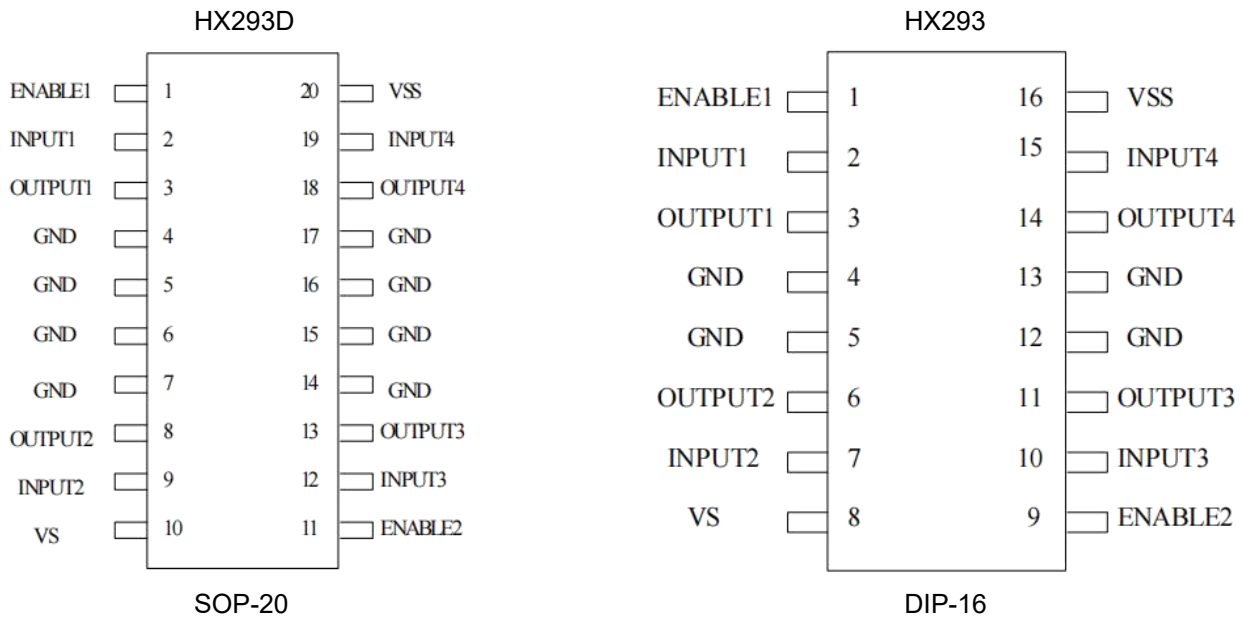 HX293D
ENABLE1 1 20 VSS
INPUT1 2 19 INPUT4
OUTPUT1 3 18 OUTPUT4
GND 4 17 GND
GND 5 16 GND
GND 6 15 GND
GND 7 14 GND
OUTPUT2 8 13 OUTPUT3
INPUT2 9 12 INPUT3
VS 10 11 ENABLE2
SOP-20
HX293
ENABLE1 1 16 VSS
INPUT1 2 15 INPUT4
OUTPUT1 3 14 OUTPUT4
GND 4 13 GND
GND 5 12 GND
OUTPUT2 6 11 OUTPUT3
INPUT2 7 10 INPUT3
VS 8 9 ENABLE2
DIP-16